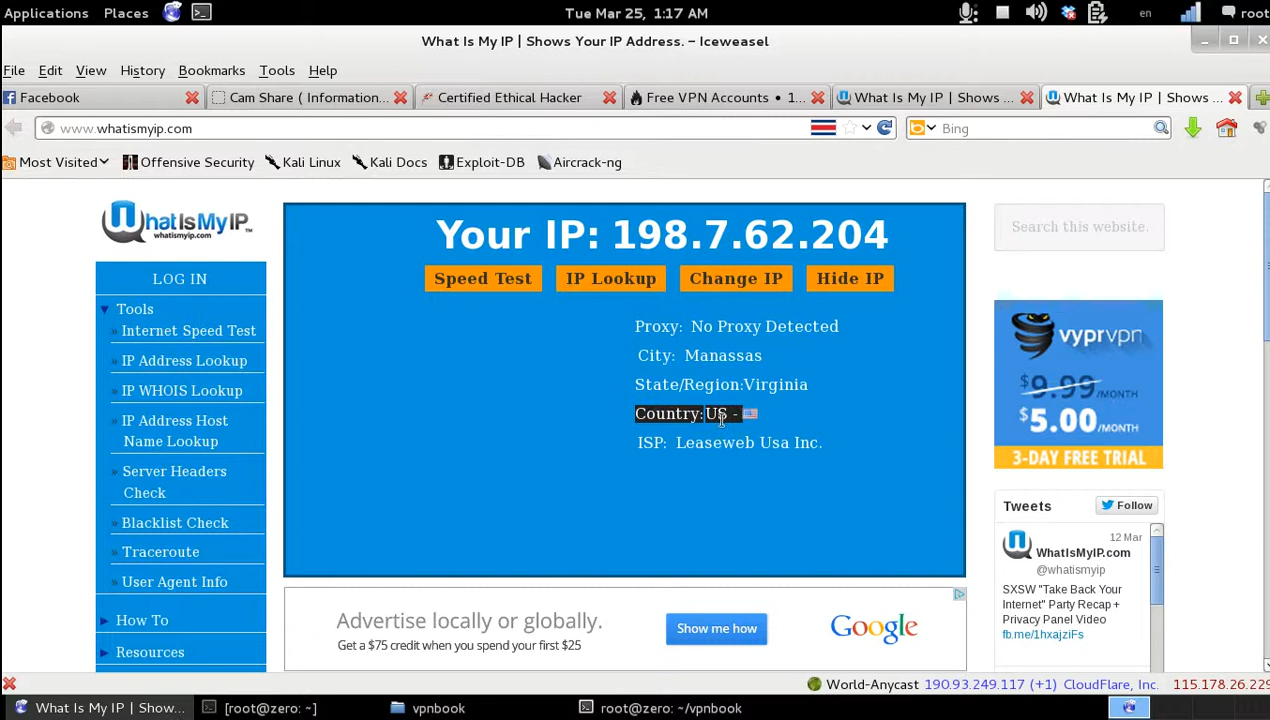 Applications Places Tue Mar 25, 1:17 AM en root
What Is My IP | Shows Your IP Address. - Iceweasel
File Edit View History Bookmarks Tools Help
Facebook Cam Share ( Information... Certified Ethical Hacker Free VPN Accounts • 1... What Is My IP | Shows ... What Is My IP | Shows ...
www.whatismyip.com Bing
Most Visited Offensive Security Kali Linux Kali Docs Exploit-DB Aircrack-ng
WhatIsMyIP
whatismyip.com
Your IP: 198.7.62.204
Search this website.
LOG IN
Speed Test IP Lookup Change IP Hide IP
Tools
» Internet Speed Test
» IP Address Lookup
» IP WHOIS Lookup
» IP Address Host
Name Lookup
» Server Headers
Check
» Blacklist Check
» Traceroute
» User Agent Info
How To
Resources
Proxy: No Proxy Detected
City: Manassas
State/Region:Virginia
Country:US -
ISP: Leaseweb Usa Inc.
vyprvpn
$9.99/MONTH
$5.00/MONTH
3-DAY FREE TRIAL
Tweets Follow
12 Mar
WhatIsMyIP.com
@whatismyip
SXSW "Take Back Your
Internet" Party Recap +
Privacy Panel Video
fb.me/1hxajziFs
Advertise locally or globally.
Get a $75 credit when you spend your first $25
Show me how
Google
World-Anycast 190.93.249.117 (+1) CloudFlare, Inc. 115.178.26.229
What Is My IP | Show... [root@zero: ~] vpnbook root@zero: ~/vpnbook